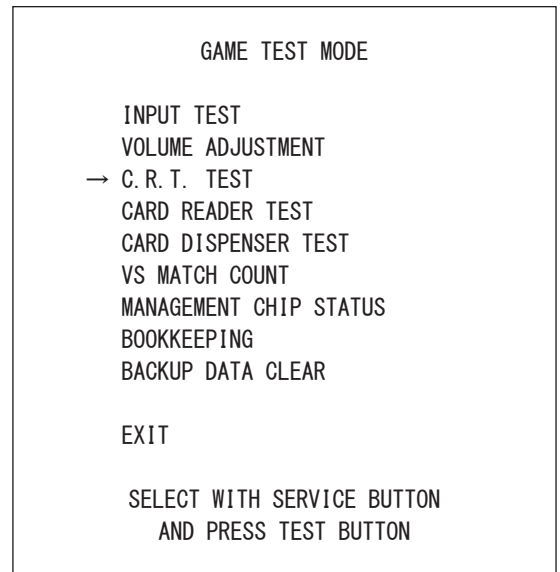 GAME TEST MODE
INPUT TEST
VOLUME ADJUSTMENT
→ C.R.T. TEST
CARD READER TEST
CARD DISPENSER TEST
VS MATCH COUNT
MANAGEMENT CHIP STATUS
BOOKKEEPING
BACKUP DATA CLEAR
EXIT
SELECT WITH SERVICE BUTTON
AND PRESS TEST BUTTON